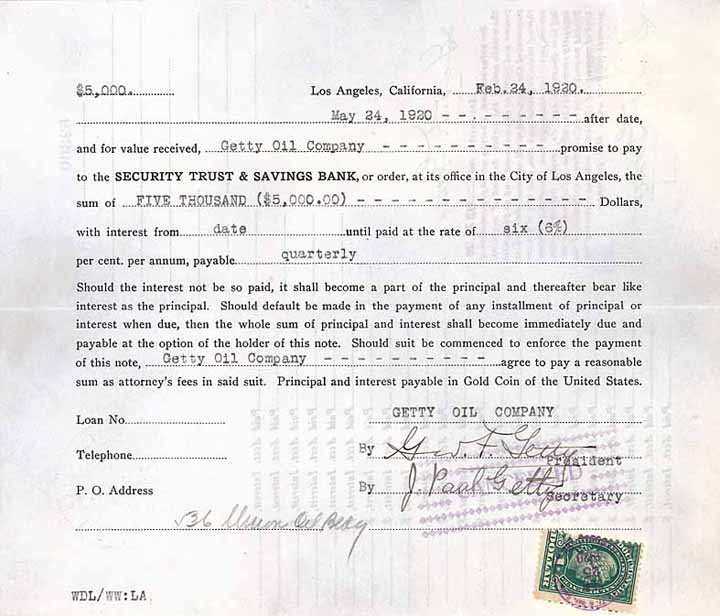 $5,000. Los Angeles, California, Feb. 24, 1920.
May 24, 1920 - - - - - - - - - after date,
and for value received, Getty Oil Company - - - - - - - - - - promise to pay
to the SECURITY TRUST & SAVINGS BANK, or order, at its office in the City of Los Angeles, the
sum of FIVE THOUSAND ($5,000.00) - - - - - - - - - - - - - - Dollars,
with interest from date until paid at the rate of six (6%)
per cent. per annum, payable quarterly
Should the interest not be so paid, it shall become a part of the principal and thereafter bear like
interest as the principal. Should default be made in the payment of any installment of principal or
interest when due, then the whole sum of principal and interest shall become immediately due and
payable at the option of the holder of this note. Should suit be commenced to enforce the payment
of this note, Getty Oil Company - - - - - - - - - - agree to pay a reasonable
sum as attorney's fees in said suit. Principal and interest payable in Gold Coin of the United States.
GETTY OIL COMPANY
Loan No.
By Geo. F. Getty
President
Telephone
By J. Paul Getty
Secretary
P. O. Address
536 Union Oil Bldg
WDL/WW:LA